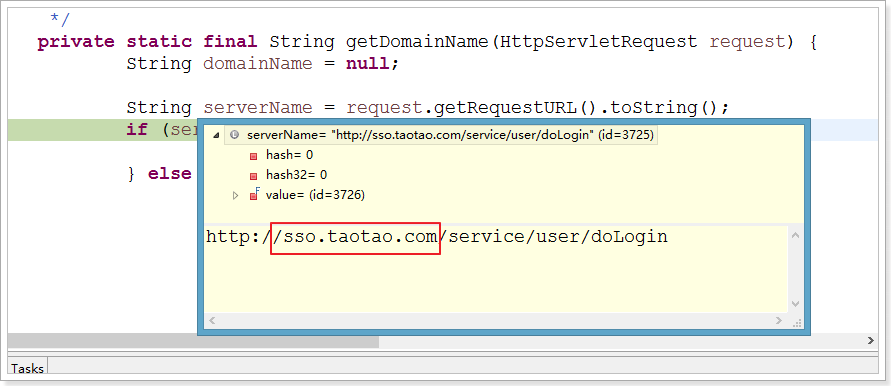 */
private static final String getDomainName(HttpServletRequest request) {
String domainName = null;
String serverName = request.getRequestURL().toString();
if (ser
serverName= "http://sso.taotao.com/service/user/doLogin" (id=3725)
hash= 0
hash32= 0
} else
value= (id=3726)
http://sso.taotao.com/service/user/doLogin
Tasks